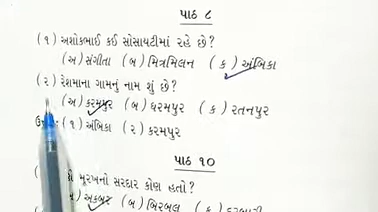 પાઠ ૮
(૧) અશોકભાઈ કઈ સોસાયટીમાં રહે છે?
(અ) સંગીતા (બ) મિત્રમિલન (ક) અંબિકા
(૨) રેશમાના ગામનું નામ શું છે?
(અ) કરમપુર (બ) ધરમપુર (ક) રતનપુર
(૧) અંબિકા (૨) કરમપુર
પાઠ ૧૦
મૂરખનો સરદાર કોણ હતો?
અકબર (બ) બિરબલ (ક) દરબારી